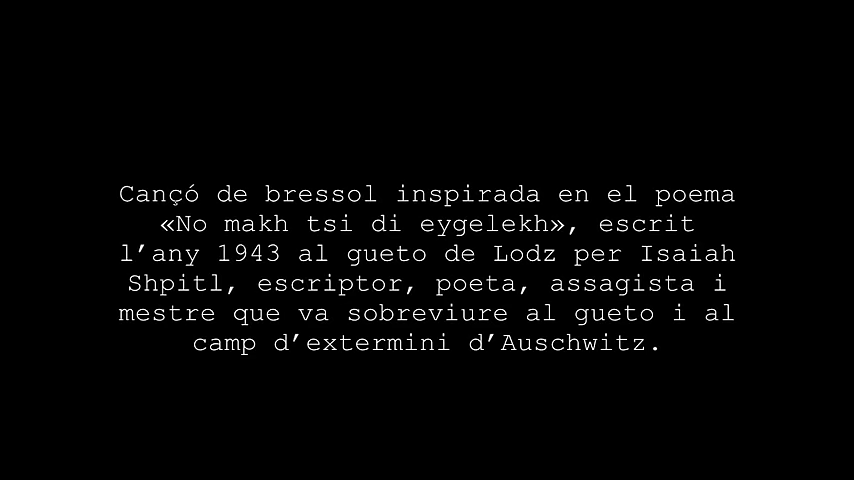 Cançó de bressol inspirada en el poema
«No makh tsi di eygelekh», escrit
l’any 1943 al gueto de Lodz per Isaiah
Shpitl, escriptor, poeta, assagista i
mestre que va sobreviure al gueto i al
camp d’extermini d’Auschwitz.